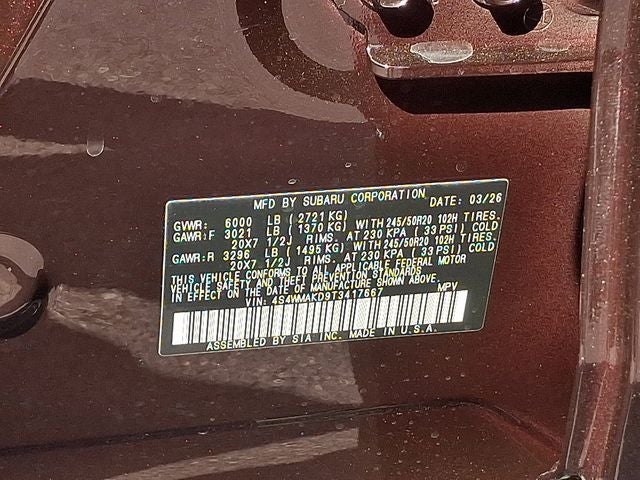 MFD BY SUBARU CORPORATION DATE: 03/26
GVWR: 6000 LB ( 2721 KG)
GAWR:F 3021 LB ( 1370 KG) WITH 245/50R20 102H TIRES.
20X7 1/2J RIMS. AT 230 KPA ( 33 PSI) COLD
GAWR:R 3296 LB ( 1495 KG) WITH 245/50R20 102H TIRES.
20X7 1/2J RIMS. AT 230 KPA ( 33 PSI) COLD
THIS VEHICLE CONFORMS TO ALL APPLICABLE FEDERAL MOTOR
VEHICLE SAFETY AND THEFT PREVENTION STANDARDS
IN EFFECT ON THE DATE OF MANUFACTURE SHOWN ABOVE.
VIN: 4S4WMAKD9T3417667 MPV
ASSEMBLED BY SIA INC. MADE IN U.S.A.